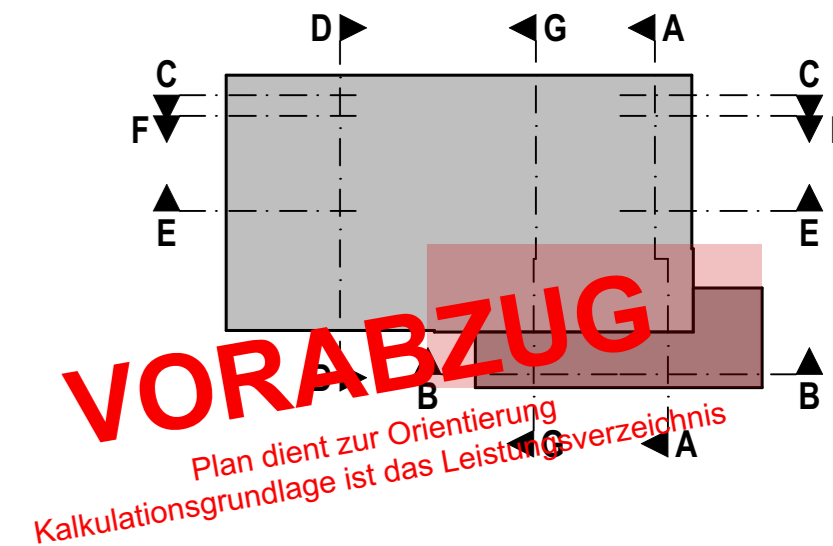 D G A
C C
F
E E
VORABZUG
D B B
Plan dient zur Orientierung
G A
Kalkulationsgrundlage ist das Leistungsverzeichnis